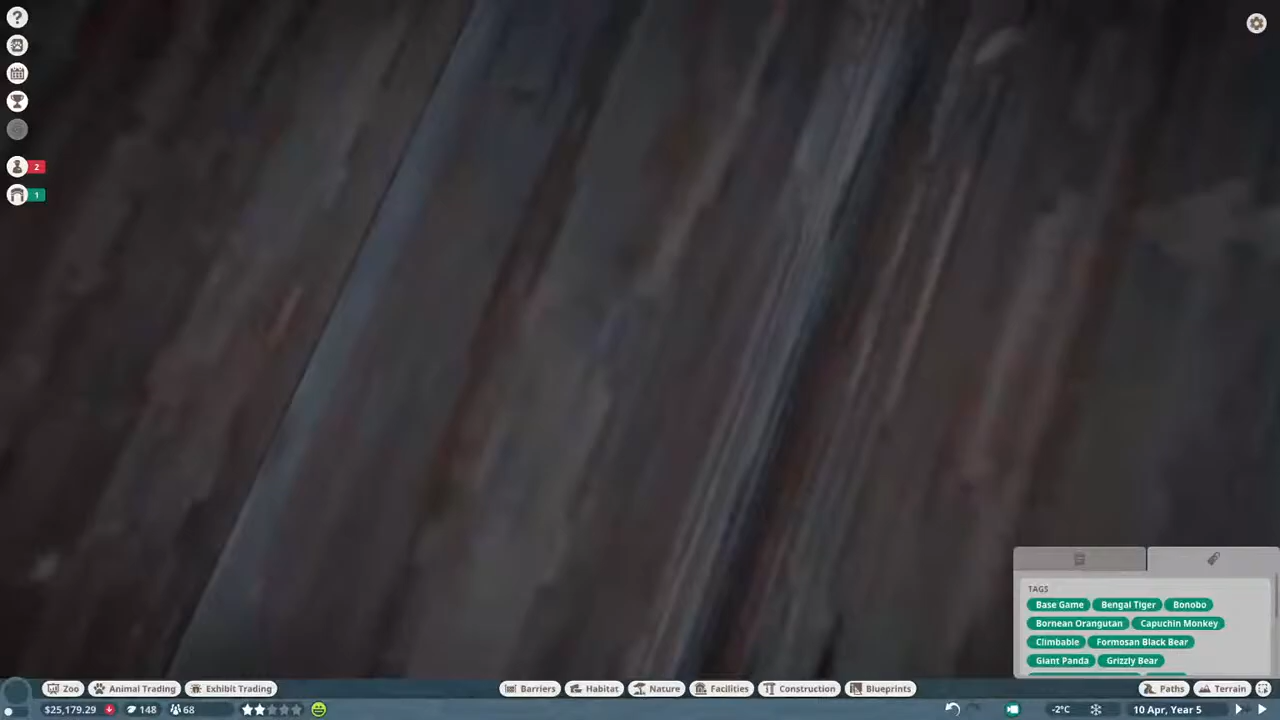 ?
2
1
TAGS
Base Game Bengal Tiger Bonobo
Bornean Orangutan Capuchin Monkey
Climbable Formosan Black Bear
Giant Panda Grizzly Bear
Zoo Animal Trading Exhibit Trading Barriers Habitat Nature Facilities Construction Blueprints Paths Terrain
$25,179.29 148 68 -2°C 10 Apr, Year 5